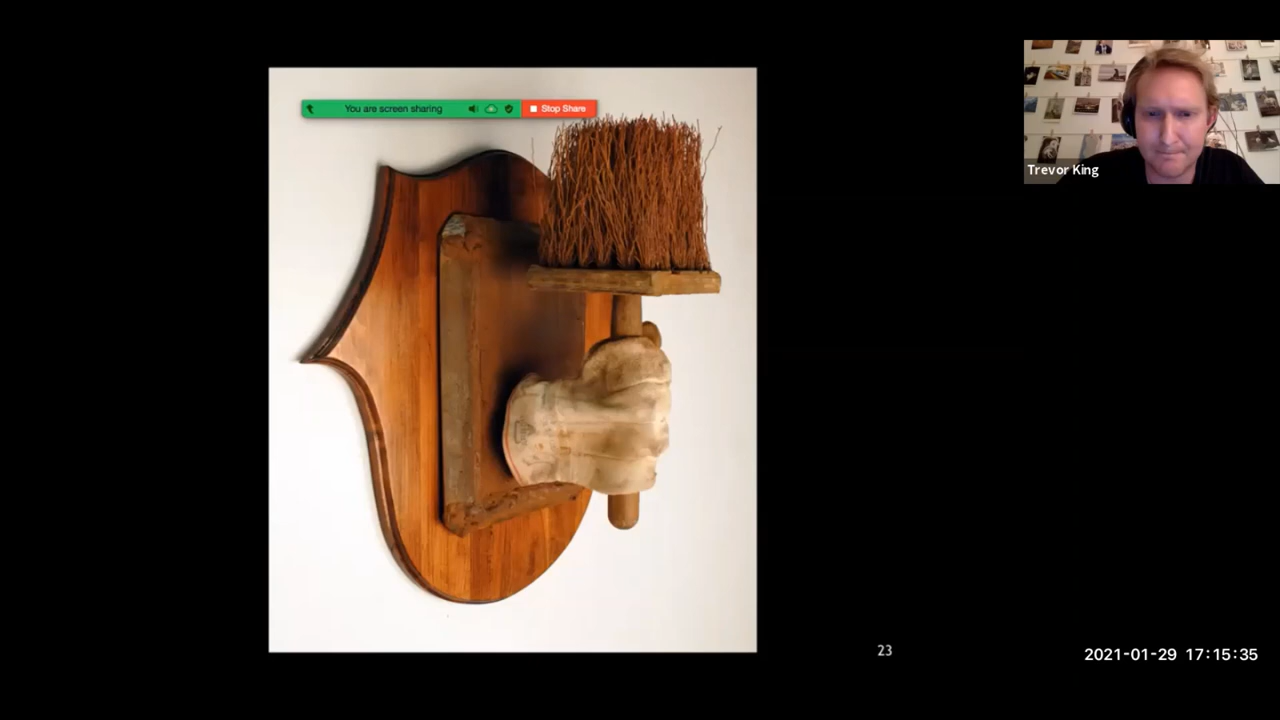 You are screen sharing
Stop Share
Trevor King
23
2021-01-29 17:15:35